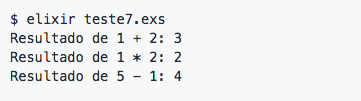 $ elixir teste7.exs
Resultado de 1 + 2: 3
Resultado de 1 * 2: 2
Resultado de 5 - 1: 4